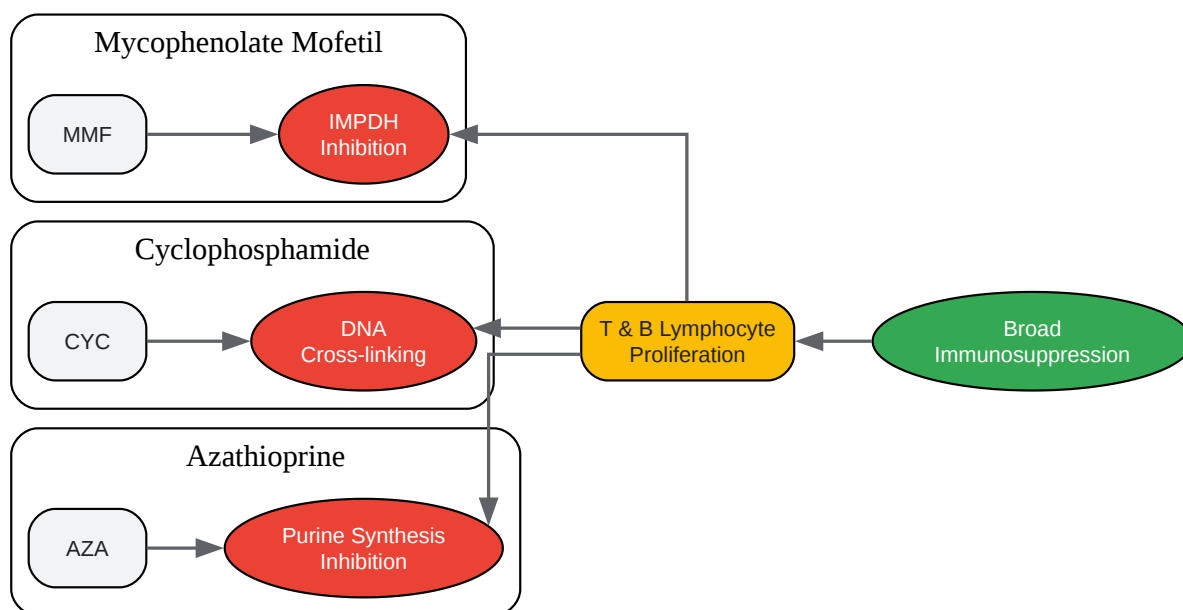 Mycophenolate Mofetil
MMF
IMPDH
Inhibition
Cyclophosphamide
CYC
DNA
Cross-linking
T & B Lymphocyte
Proliferation
Broad
Immunosuppression
Azathioprine
AZA
Purine Synthesis
Inhibition